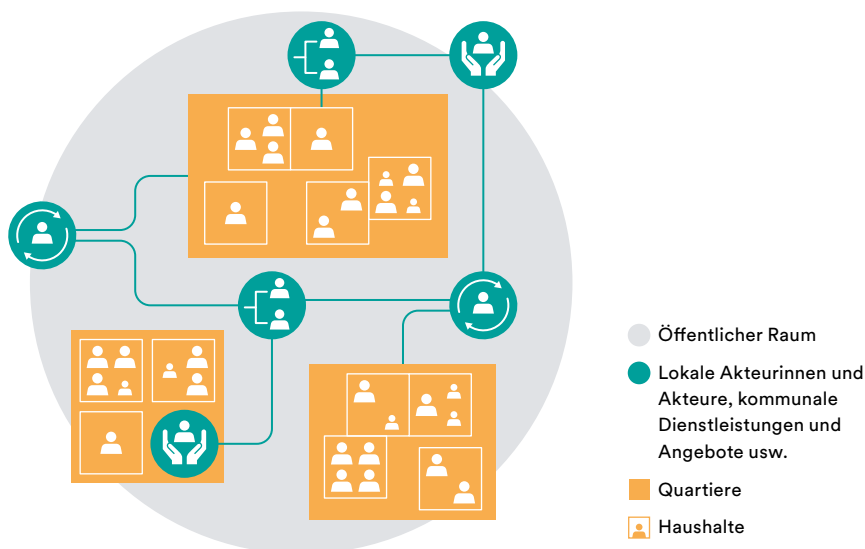 Öffentlicher Raum
Lokale Akteurinnen und
Akteure, kommunale
Dienstleistungen und
Angebote usw.
Quartiere
Haushalte